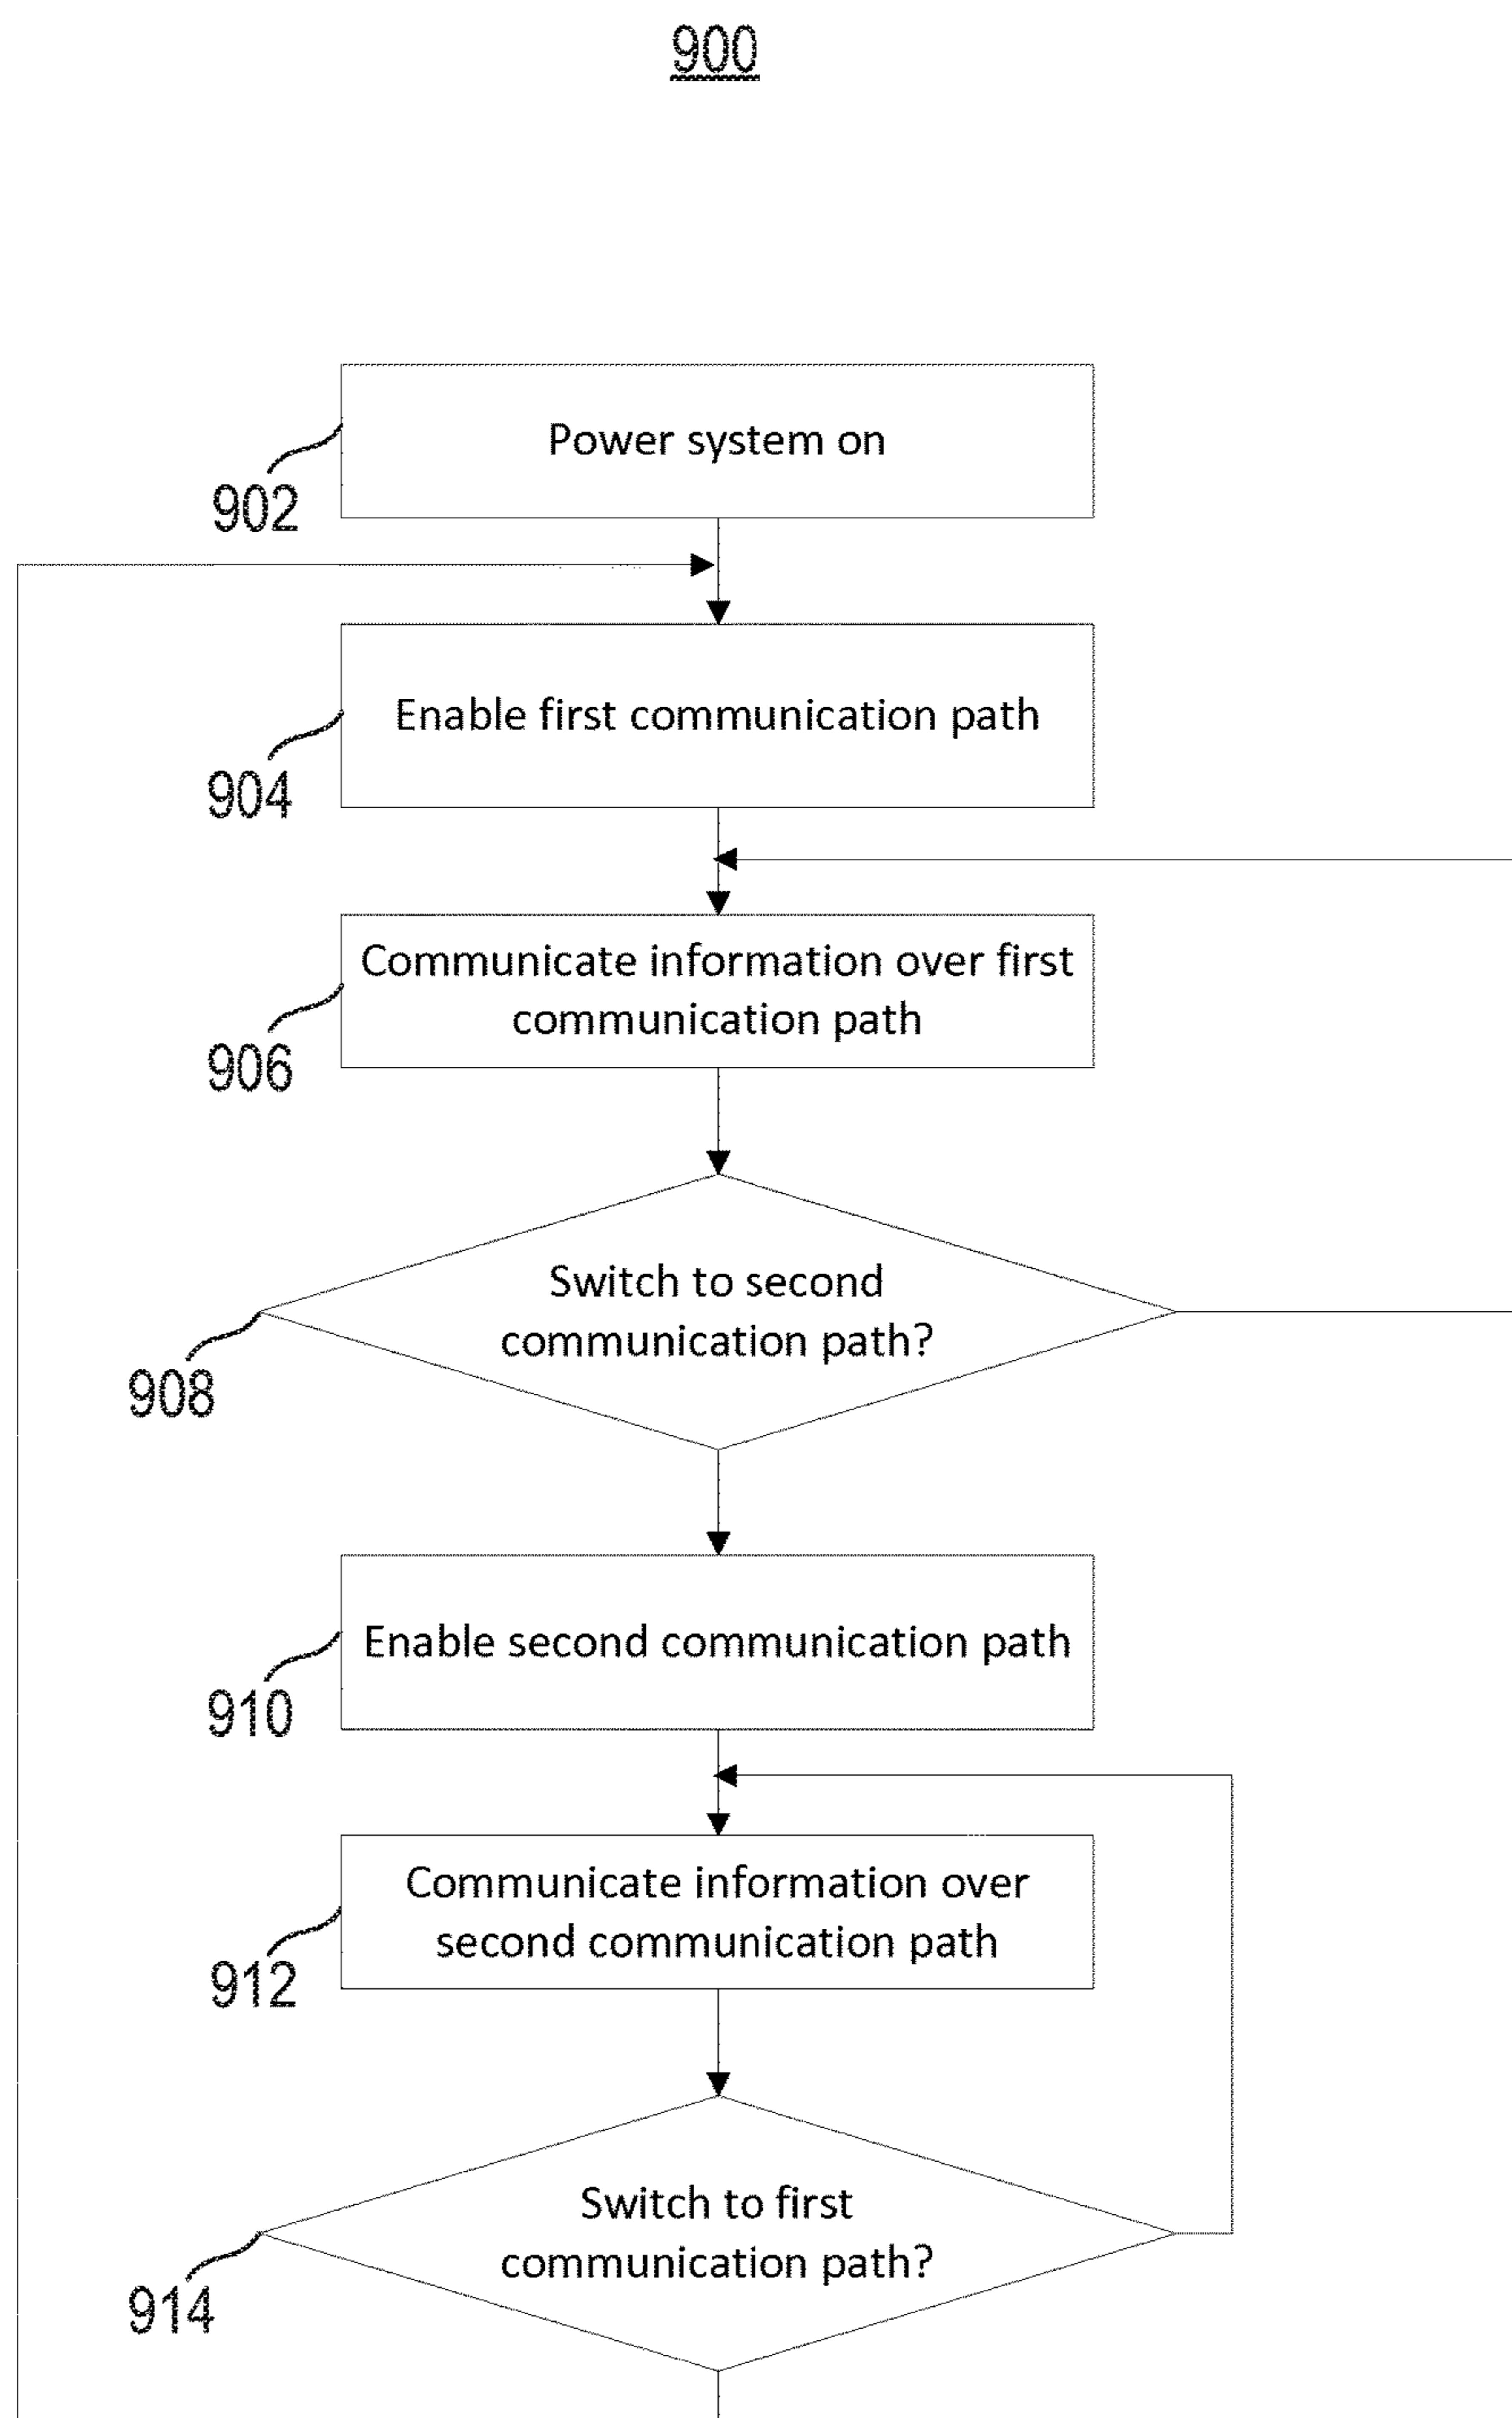 900
Power system on
902
Enable first communication path
904
Communicate information over first
communication path
906
Switch to second
communication path?
908
Enable second communication path
910
Communicate information over
second communication path
912
Switch to first
communication path?
914